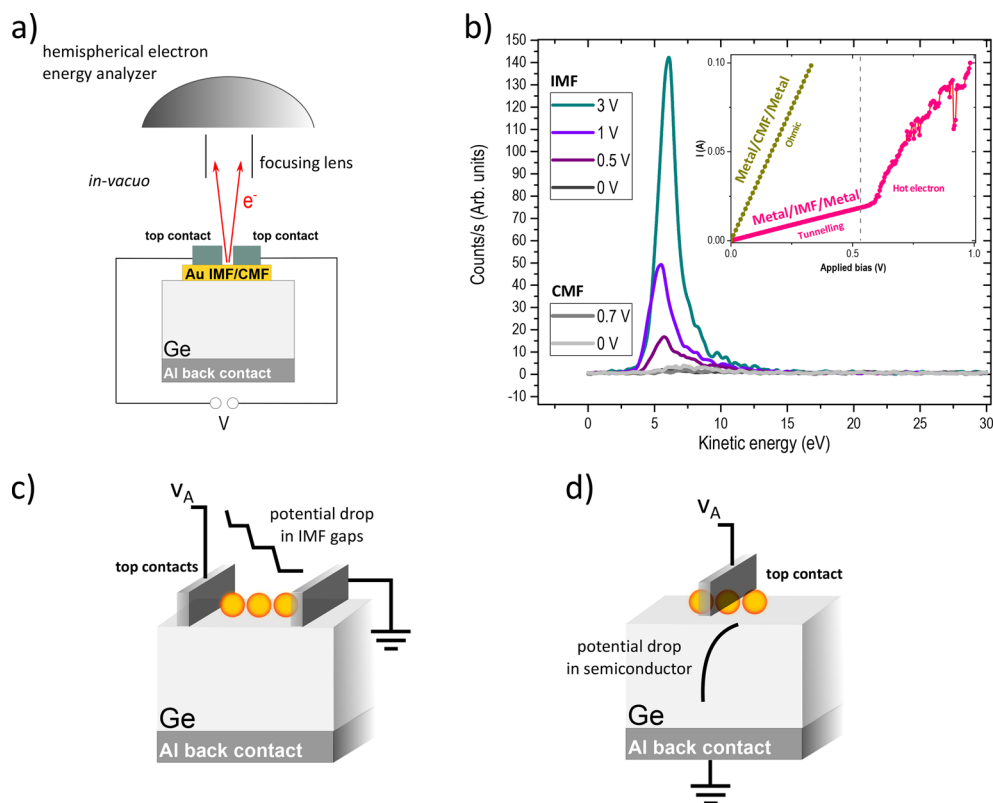 a)
hemispherical electron
energy analyzer
focusing lens
in-vacuo
e-
top contact
top contact
Au IMF/CMF
Ge
Al back contact
V
b)
150
140
130
120
110
100
90
80
70
60
50
40
30
20
10
0
-10
Counts/s (Arb. units)
0
5
10
15
20
25
30
Kinetic energy (eV)
IMF
3 V
1 V
0.5 V
0 V
CMF
0.7 V
0 V
0.10
0.05
0.00
I (A)
0.0
0.5
1.0
Applied bias (V)
Metal/CMF/Metal
Ohmic
Metal/IMF/Metal
Tunnelling
Hot electron
c)
VA
potential drop
in IMF gaps
top contacts
Ge
Al back contact
d)
VA
top contact
potential drop
in semiconductor
Ge
Al back contact